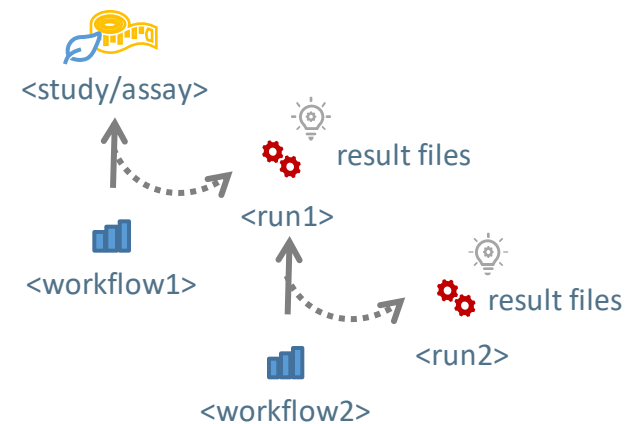 <study/assay>
result files
<run1>
<workflow1>
result files
<run2>
<workflow2>